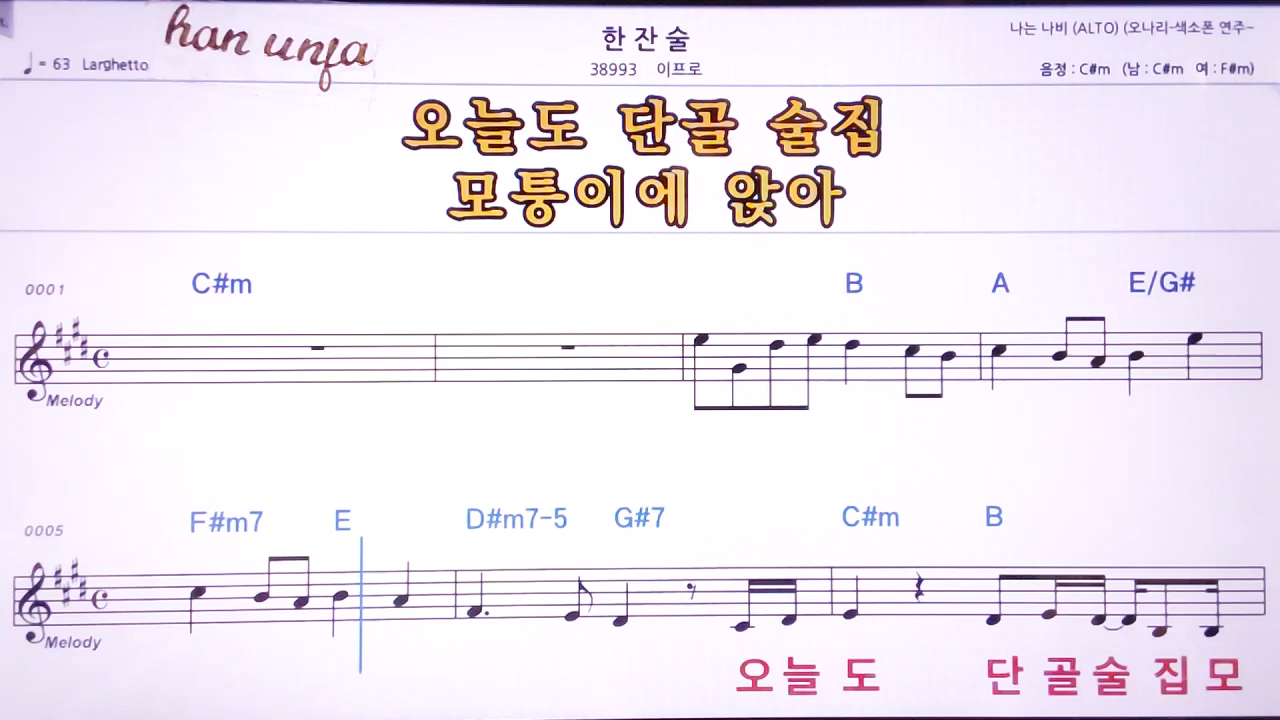 han unfa
한잔술
나는 나비 (ALTO) (오나리-색소폰 연주-
♩= 63 Larghetto
38993 이프로
음정 : C#m (남 : C#m 여 : F#m)
오늘도 단골 술집
모퉁이에 앉아
0001 C#m B A E/G#
Melody
0005 F#m7 E D#m7-5 G#7 C#m B
Melody
오늘 도 단 골술 집 모